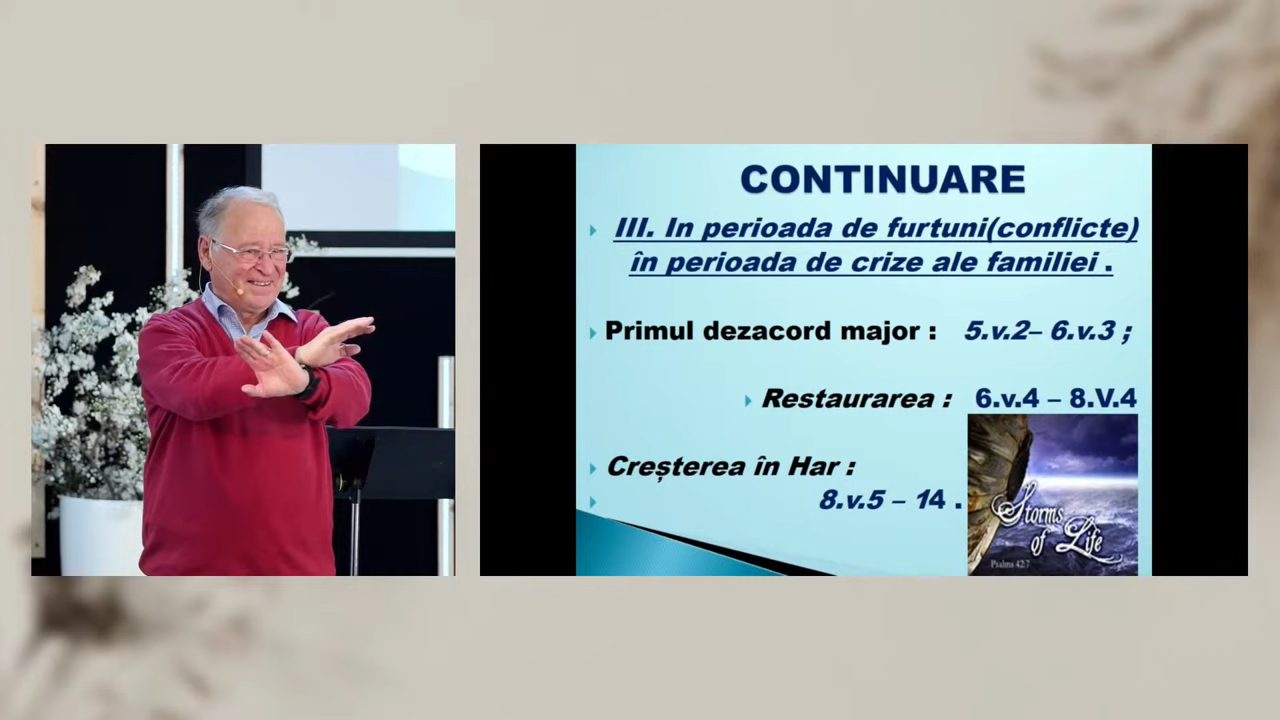 CONTINUARE
III. In perioada de furtuni(conflicte)
în perioada de crize ale familiei .
Primul dezacord major : 5.v.2– 6.v.3 ;
Restaurarea : 6.v.4 – 8.V.4
Creșterea în Har :
8.v.5 – 14 .
Storms
of Life
Psalms 42:7